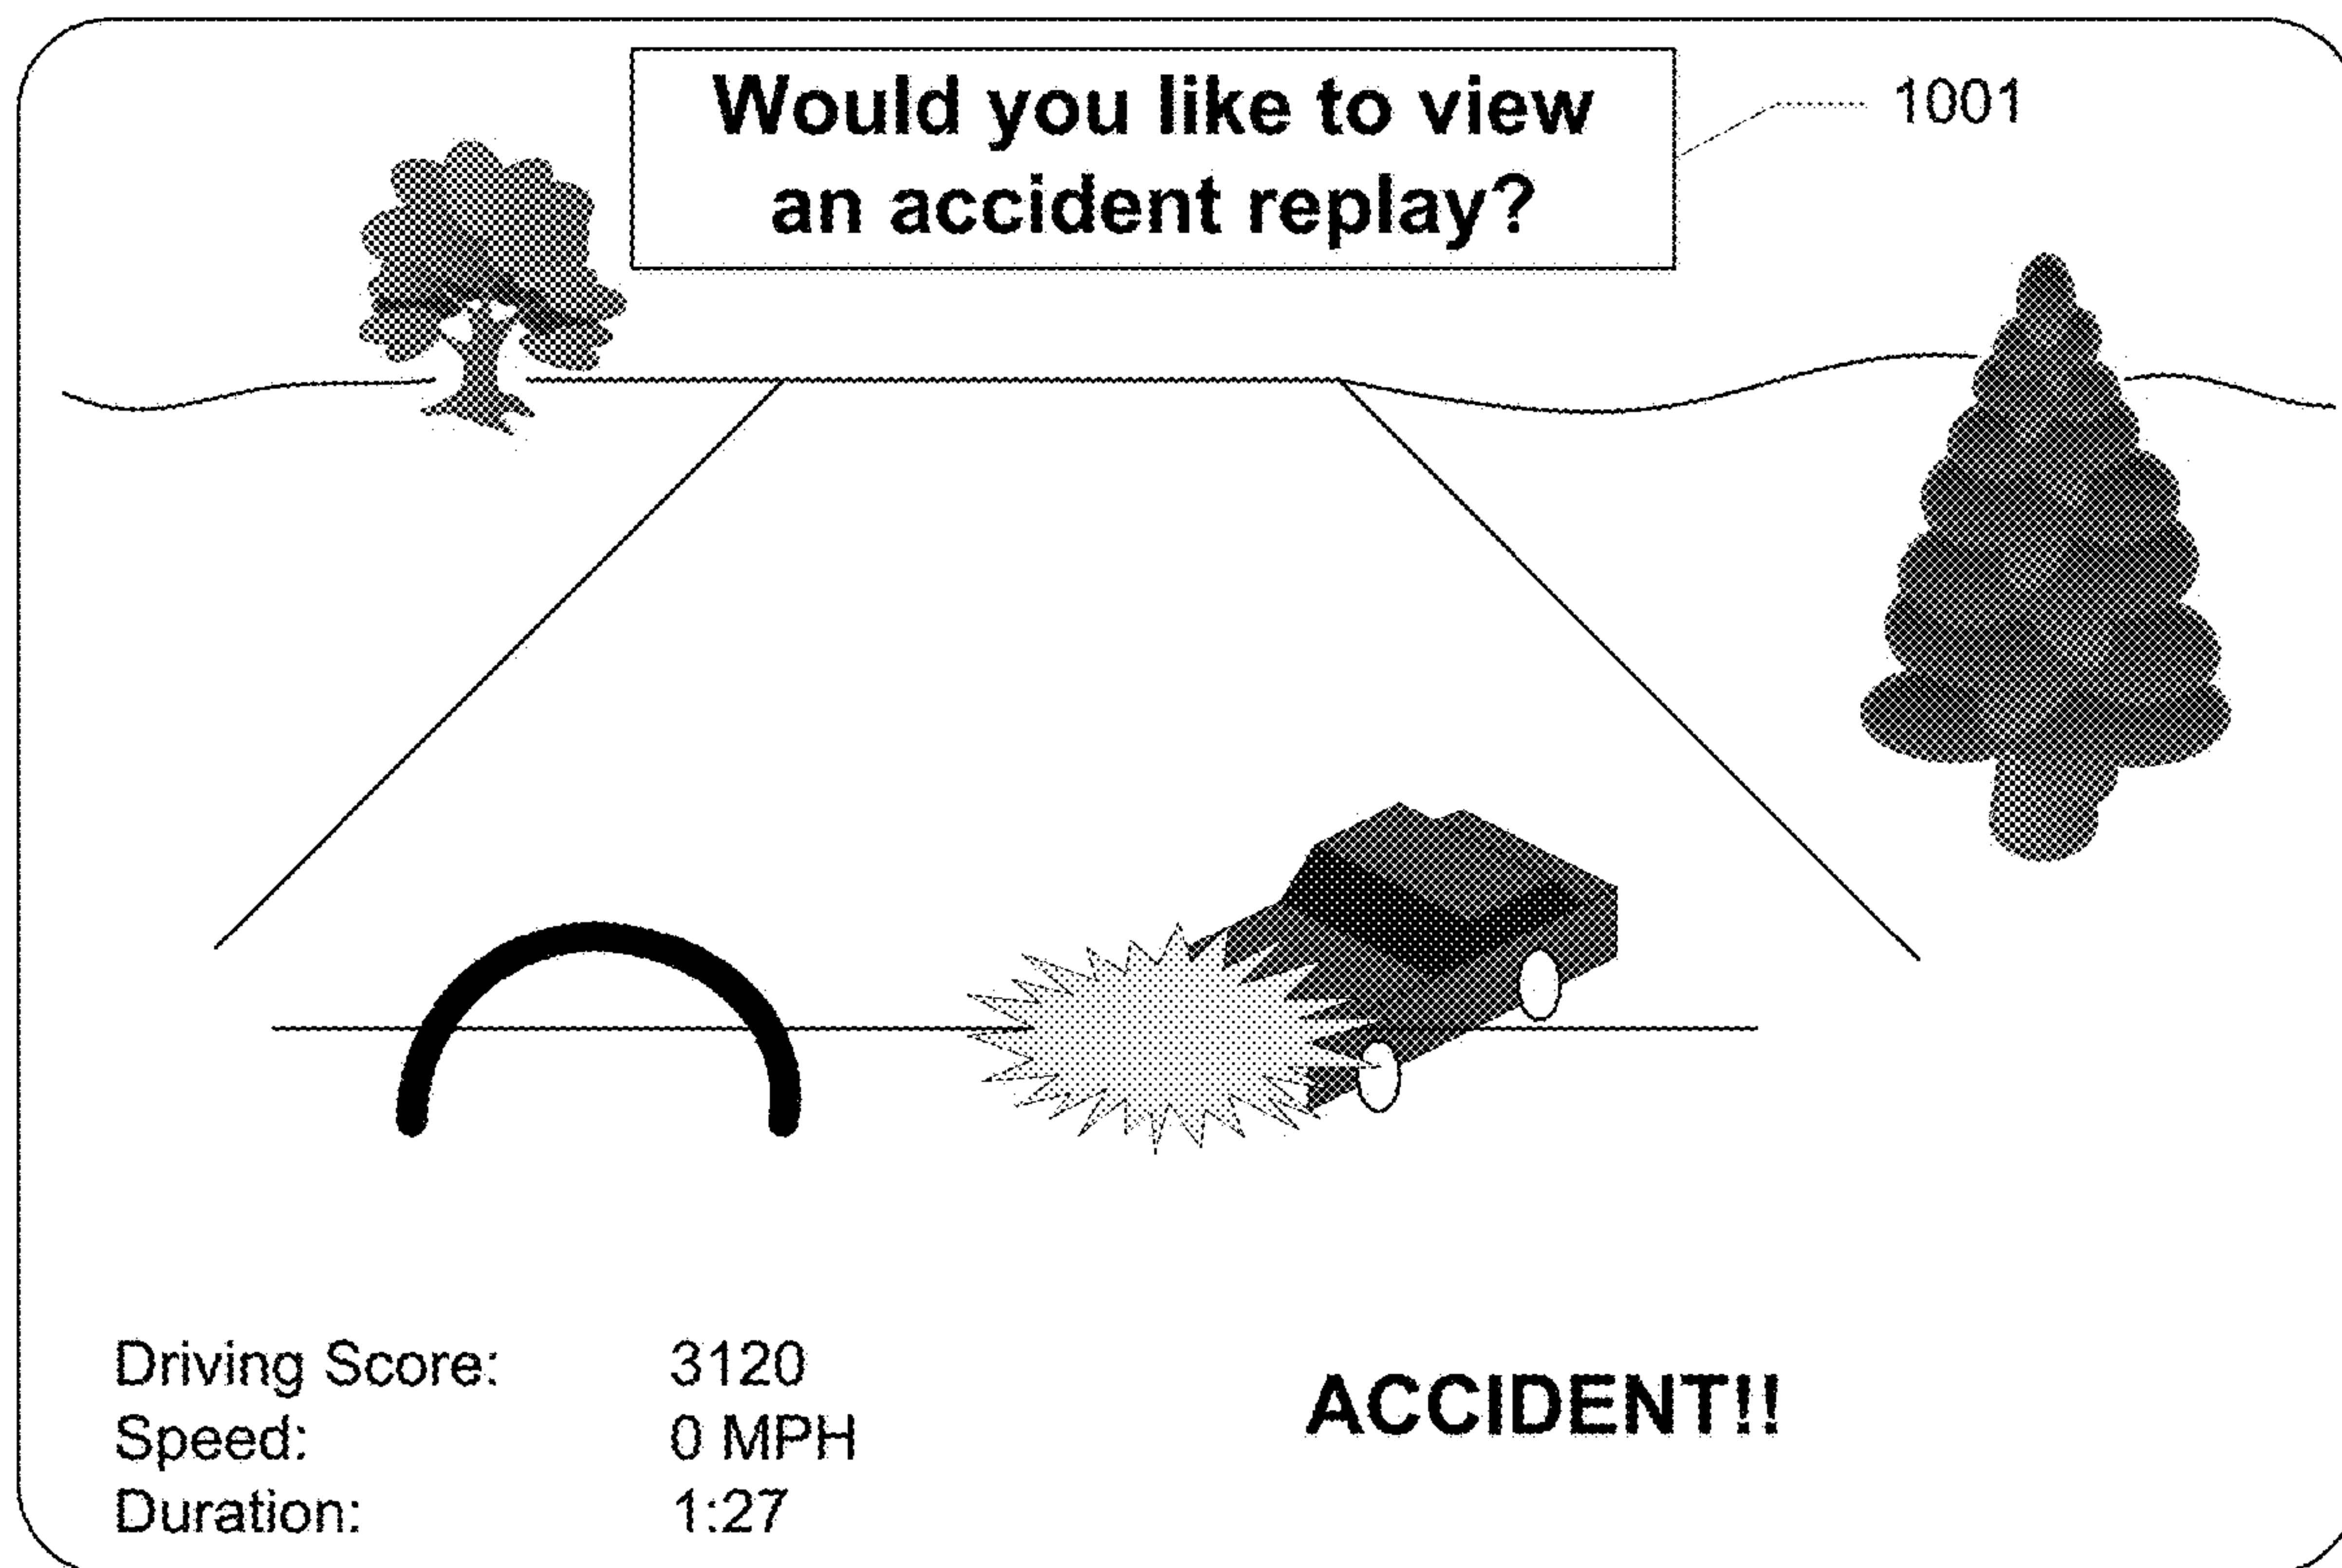 Would you like to view
an accident replay?
1001
Driving Score: 3120
Speed: 0 MPH
Duration: 1:27
ACCIDENT!!